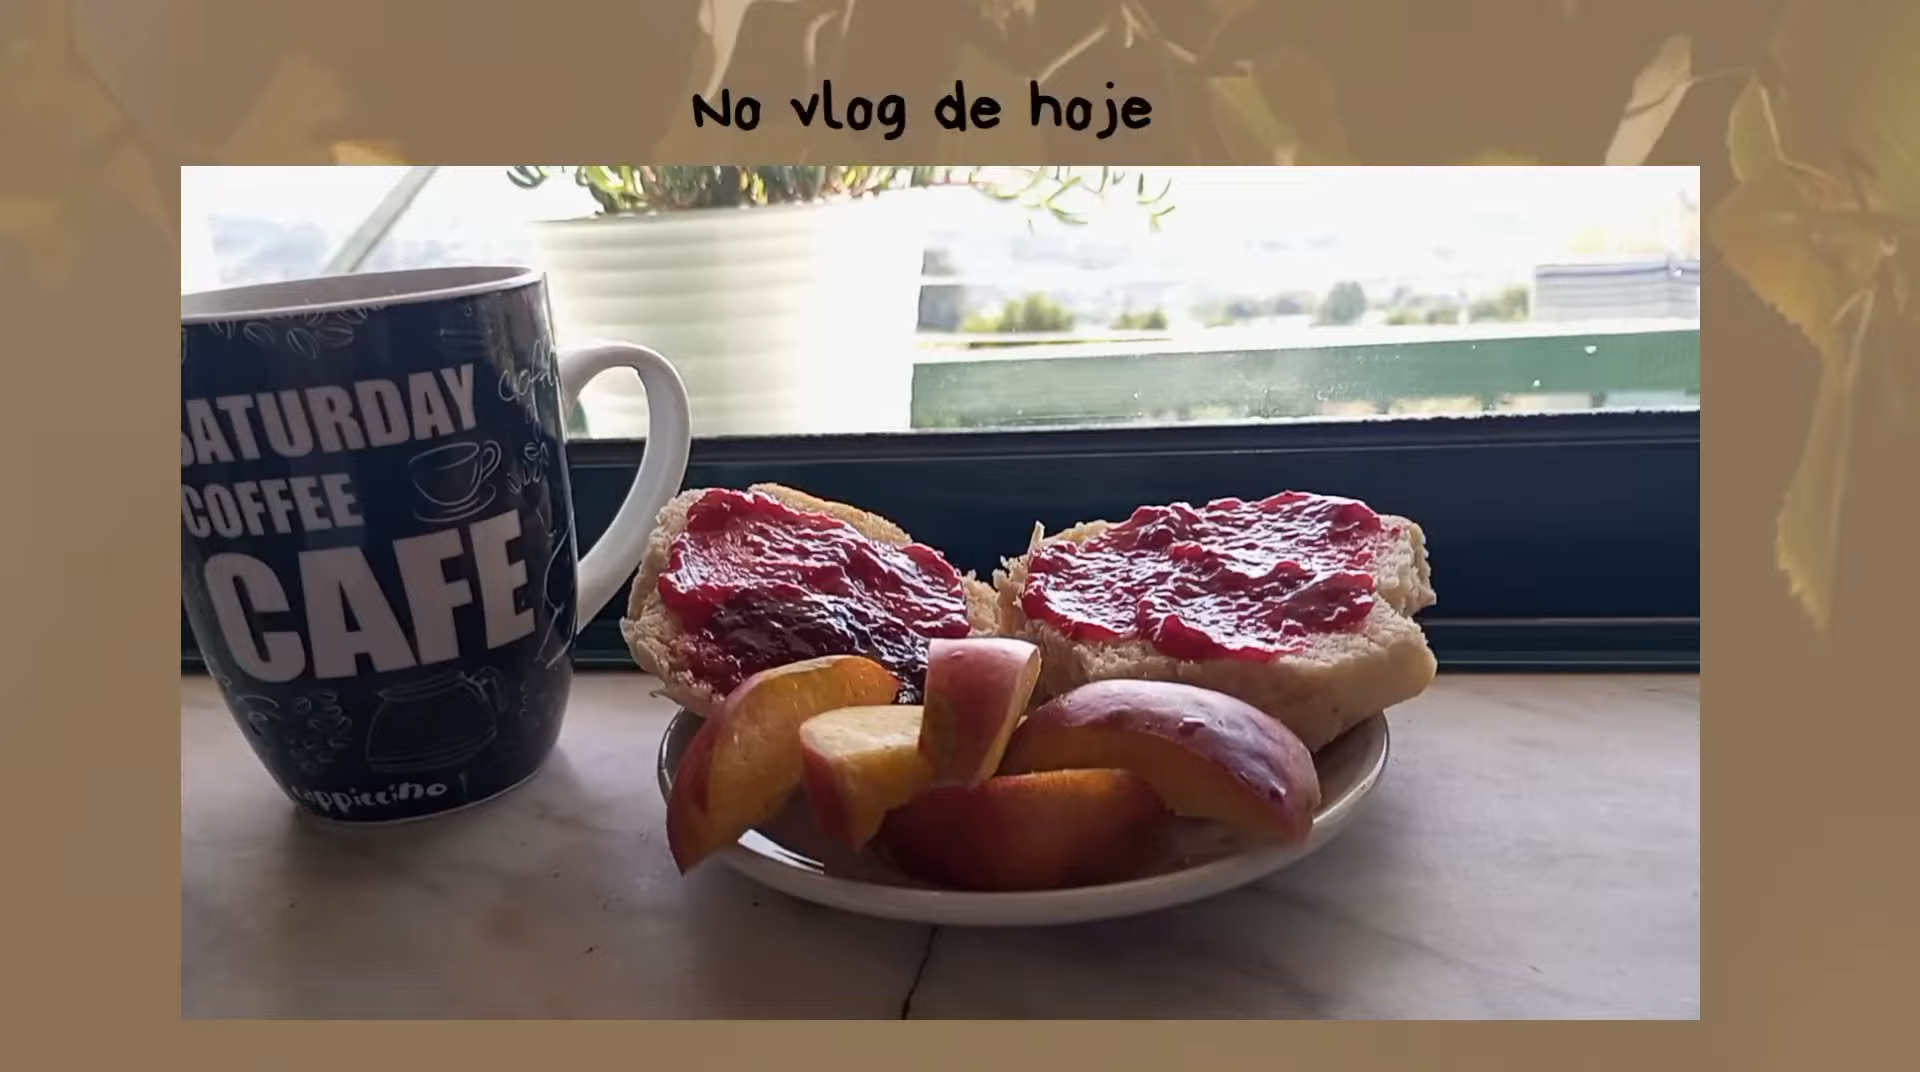 No vlog de hoje
SATURDAY
COFFEE
CAFE
cappuccino